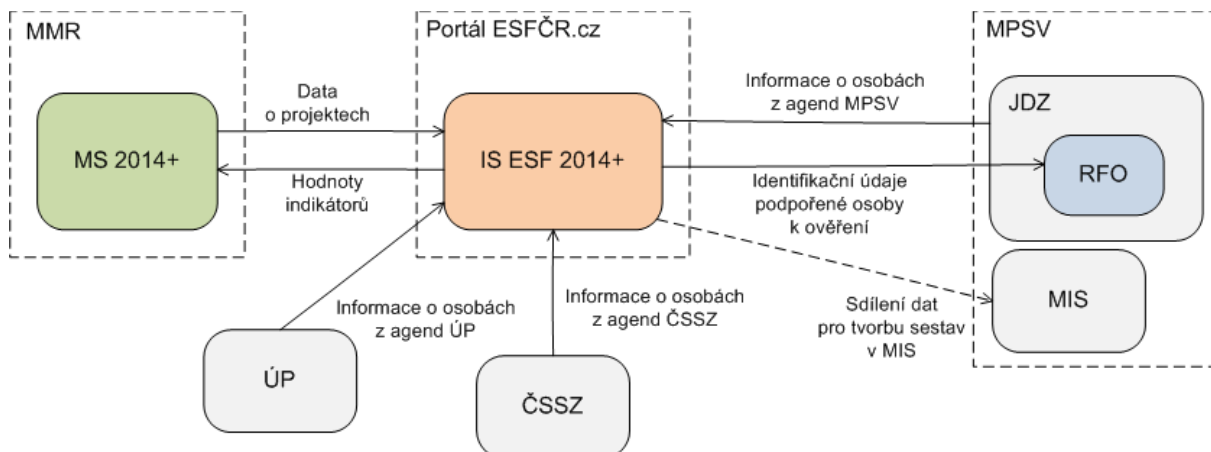 MMR
Portál ESFČR.cz
MPSV
MS 2014+
Data
o projektech
Hodnoty
indikátorů
IS ESF 2014+
Informace o osobách
z agend MPSV
Identifikační údaje
podpořené osoby
k ověření
JDZ
RFO
MIS
Sdílení dat
pro tvorbu sestav
v MIS
Informace o osobách
z agend ÚP
Informace o osobách
z agend ČSSZ
ÚP
ČSSZ